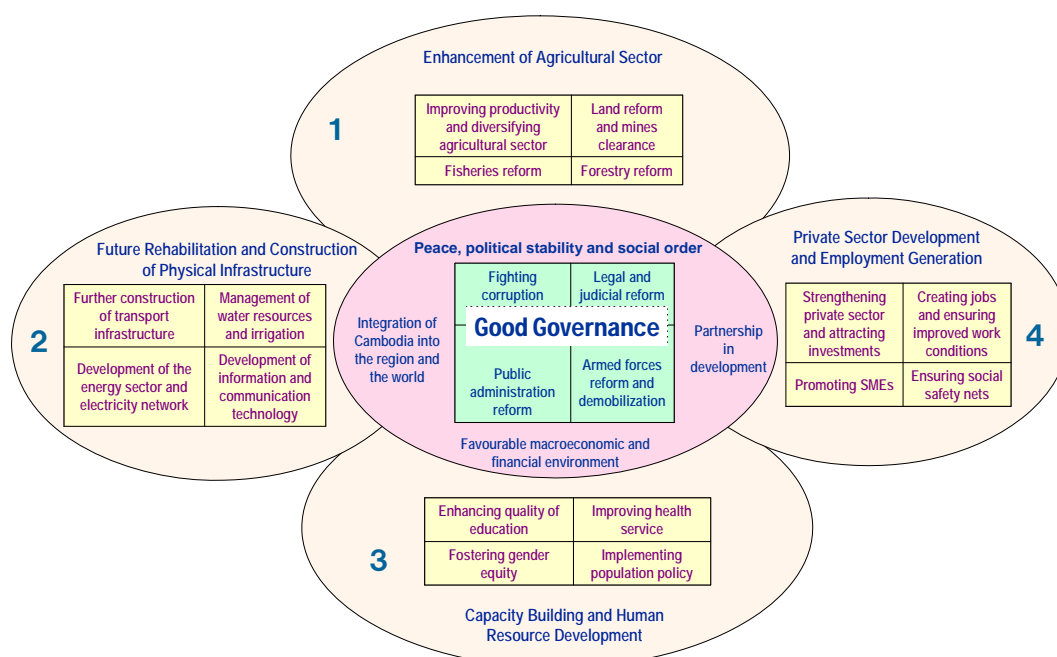 Enhancement of Agricultural Sector
1
Improving productivity
and diversifying
agricultural sector
Land reform
and mines
clearance
Fisheries reform
Forestry reform
Future Rehabilitation and Construction
of Physical Infrastructure
2
Further construction
of transport
infrastructure
Management of
water resources
and irrigation
Development of the
energy sector and
electricity network
Development of
information and
communication
technology
Peace, political stability and social order
Integration of
Cambodia into
the region and
the world
Fighting
corruption
Legal and
judicial reform
Good Governance
Public
administration
reform
Armed forces
reform and
demobilization
Partnership
in
development
Favourable macroeconomic and
financial environment
Private Sector Development
and Employment Generation
Strengthening
private sector
and attracting
investments
Creating jobs
and ensuring
improved work
conditions
Promoting SMEs
Ensuring social
safety nets
4
3
Enhancing quality of
education
Improving health
service
Fostering gender
equity
Implementing
population policy
Capacity Building and Human
Resource Development